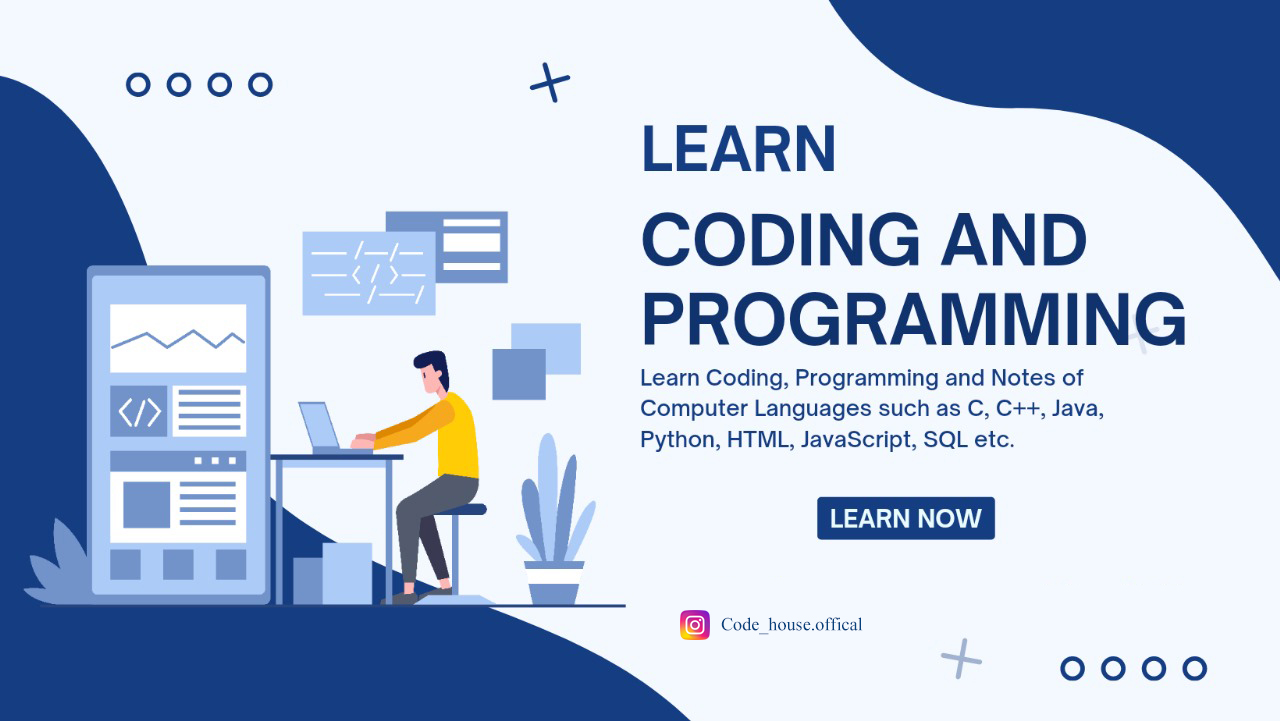 LEARN
CODING AND
PROGRAMMING
Learn Coding, Programming and Notes of
Computer Languages such as C, C++, Java,
Python, HTML, JavaScript, SQL etc.
LEARN NOW
Code_house.offical